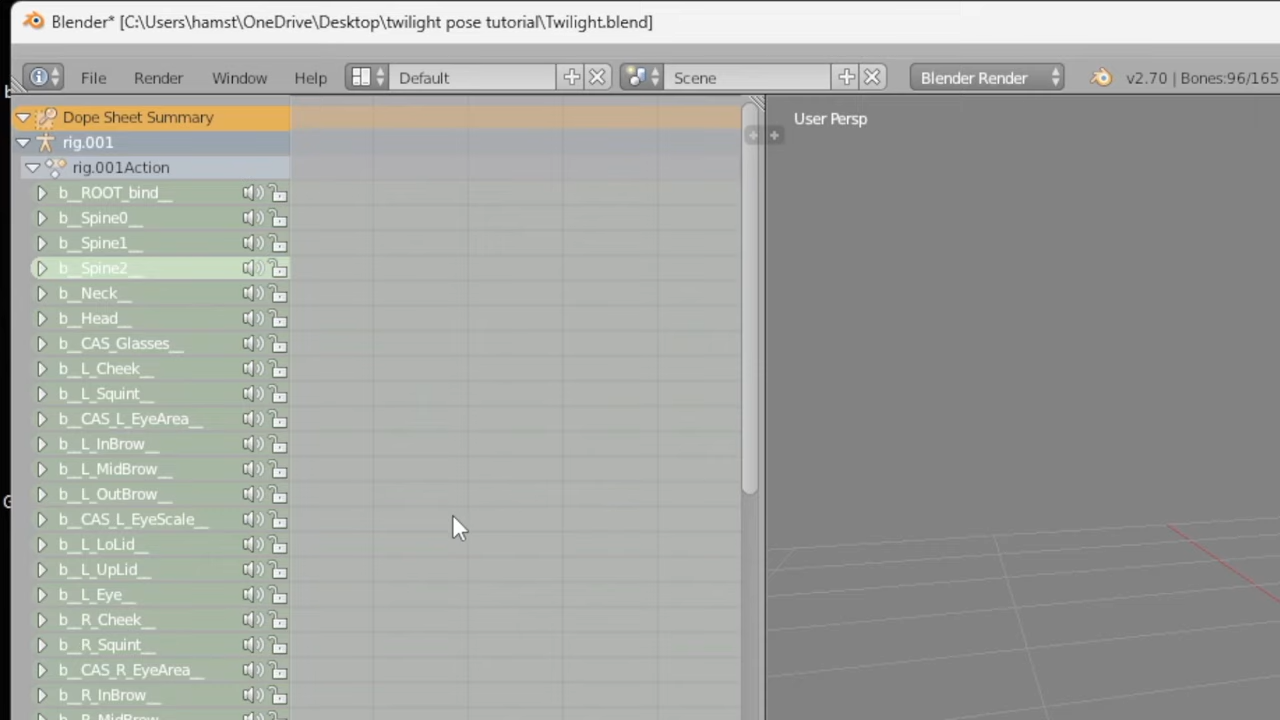 Blender* [C:\Users\hamst\OneDrive\Desktop\twilight pose tutorial\Twilight.blend]
File Render Window Help Default Scene Blender Render v2.70 | Bones:96/165
Dope Sheet Summary
User Persp
rig.001
rig.001Action
b__ROOT_bind__
b__Spine0__
b__Spine1__
b__Spine2__
b__Neck__
b__Head__
b__CAS_Glasses__
b__L_Cheek__
b__L_Squint__
b__CAS_L_EyeArea__
b__L_InBrow__
b__L_MidBrow__
b__L_OutBrow__
b__CAS_L_EyeScale__
b__L_LoLid__
b__L_UpLid__
b__L_Eye__
b__R_Cheek__
b__R_Squint__
b__CAS_R_EyeArea__
b__R_InBrow__
b__R_MidBrow__